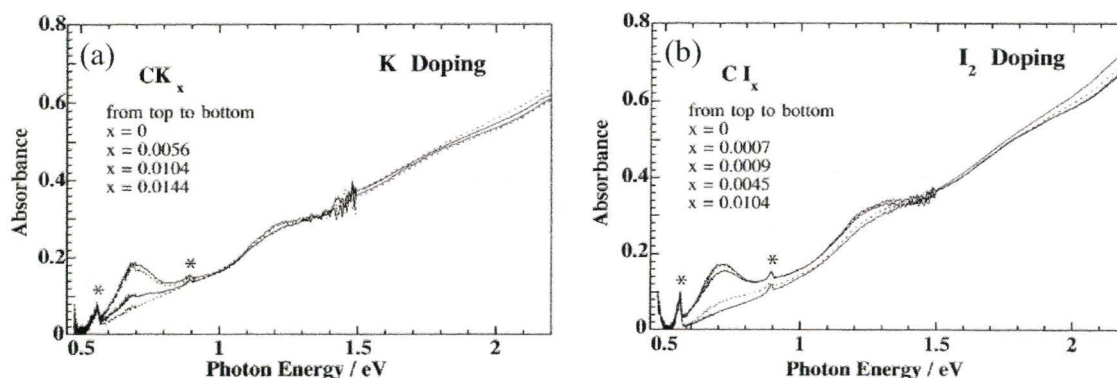 0.8
(a)
CK x
K Doping
0.6
from top to bottom
x = 0
x = 0.0056
x = 0.0104
x = 0.0144
Absorbance
0.4
0.2
*
*
0
0.5
1
1.5
2
Photon Energy / eV
0.8
(b)
C I x
I2 Doping
0.6
from top to bottom
x = 0
x = 0.0007
x = 0.0009
x = 0.0045
x = 0.0104
Absorbance
0.4
0.2
*
*
0
0.5
1
1.5
2
Photon Energy / eV